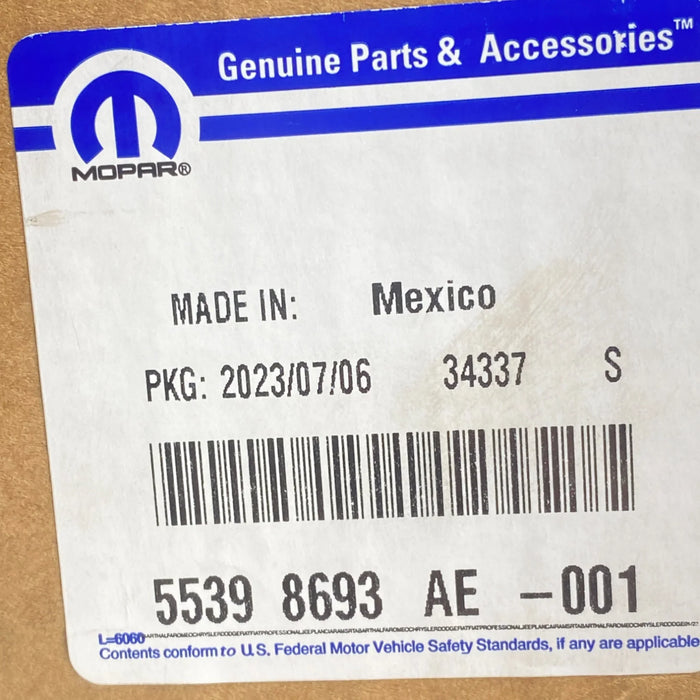 Genuine Parts & Accessories™
MOPAR®
MADE IN: Mexico
PKG: 2023/07/06 34337 S
5539 8693 AE -001
L=6060
Contents conform to U.S. Federal Motor Vehicle Safety Standards, if any are applicable